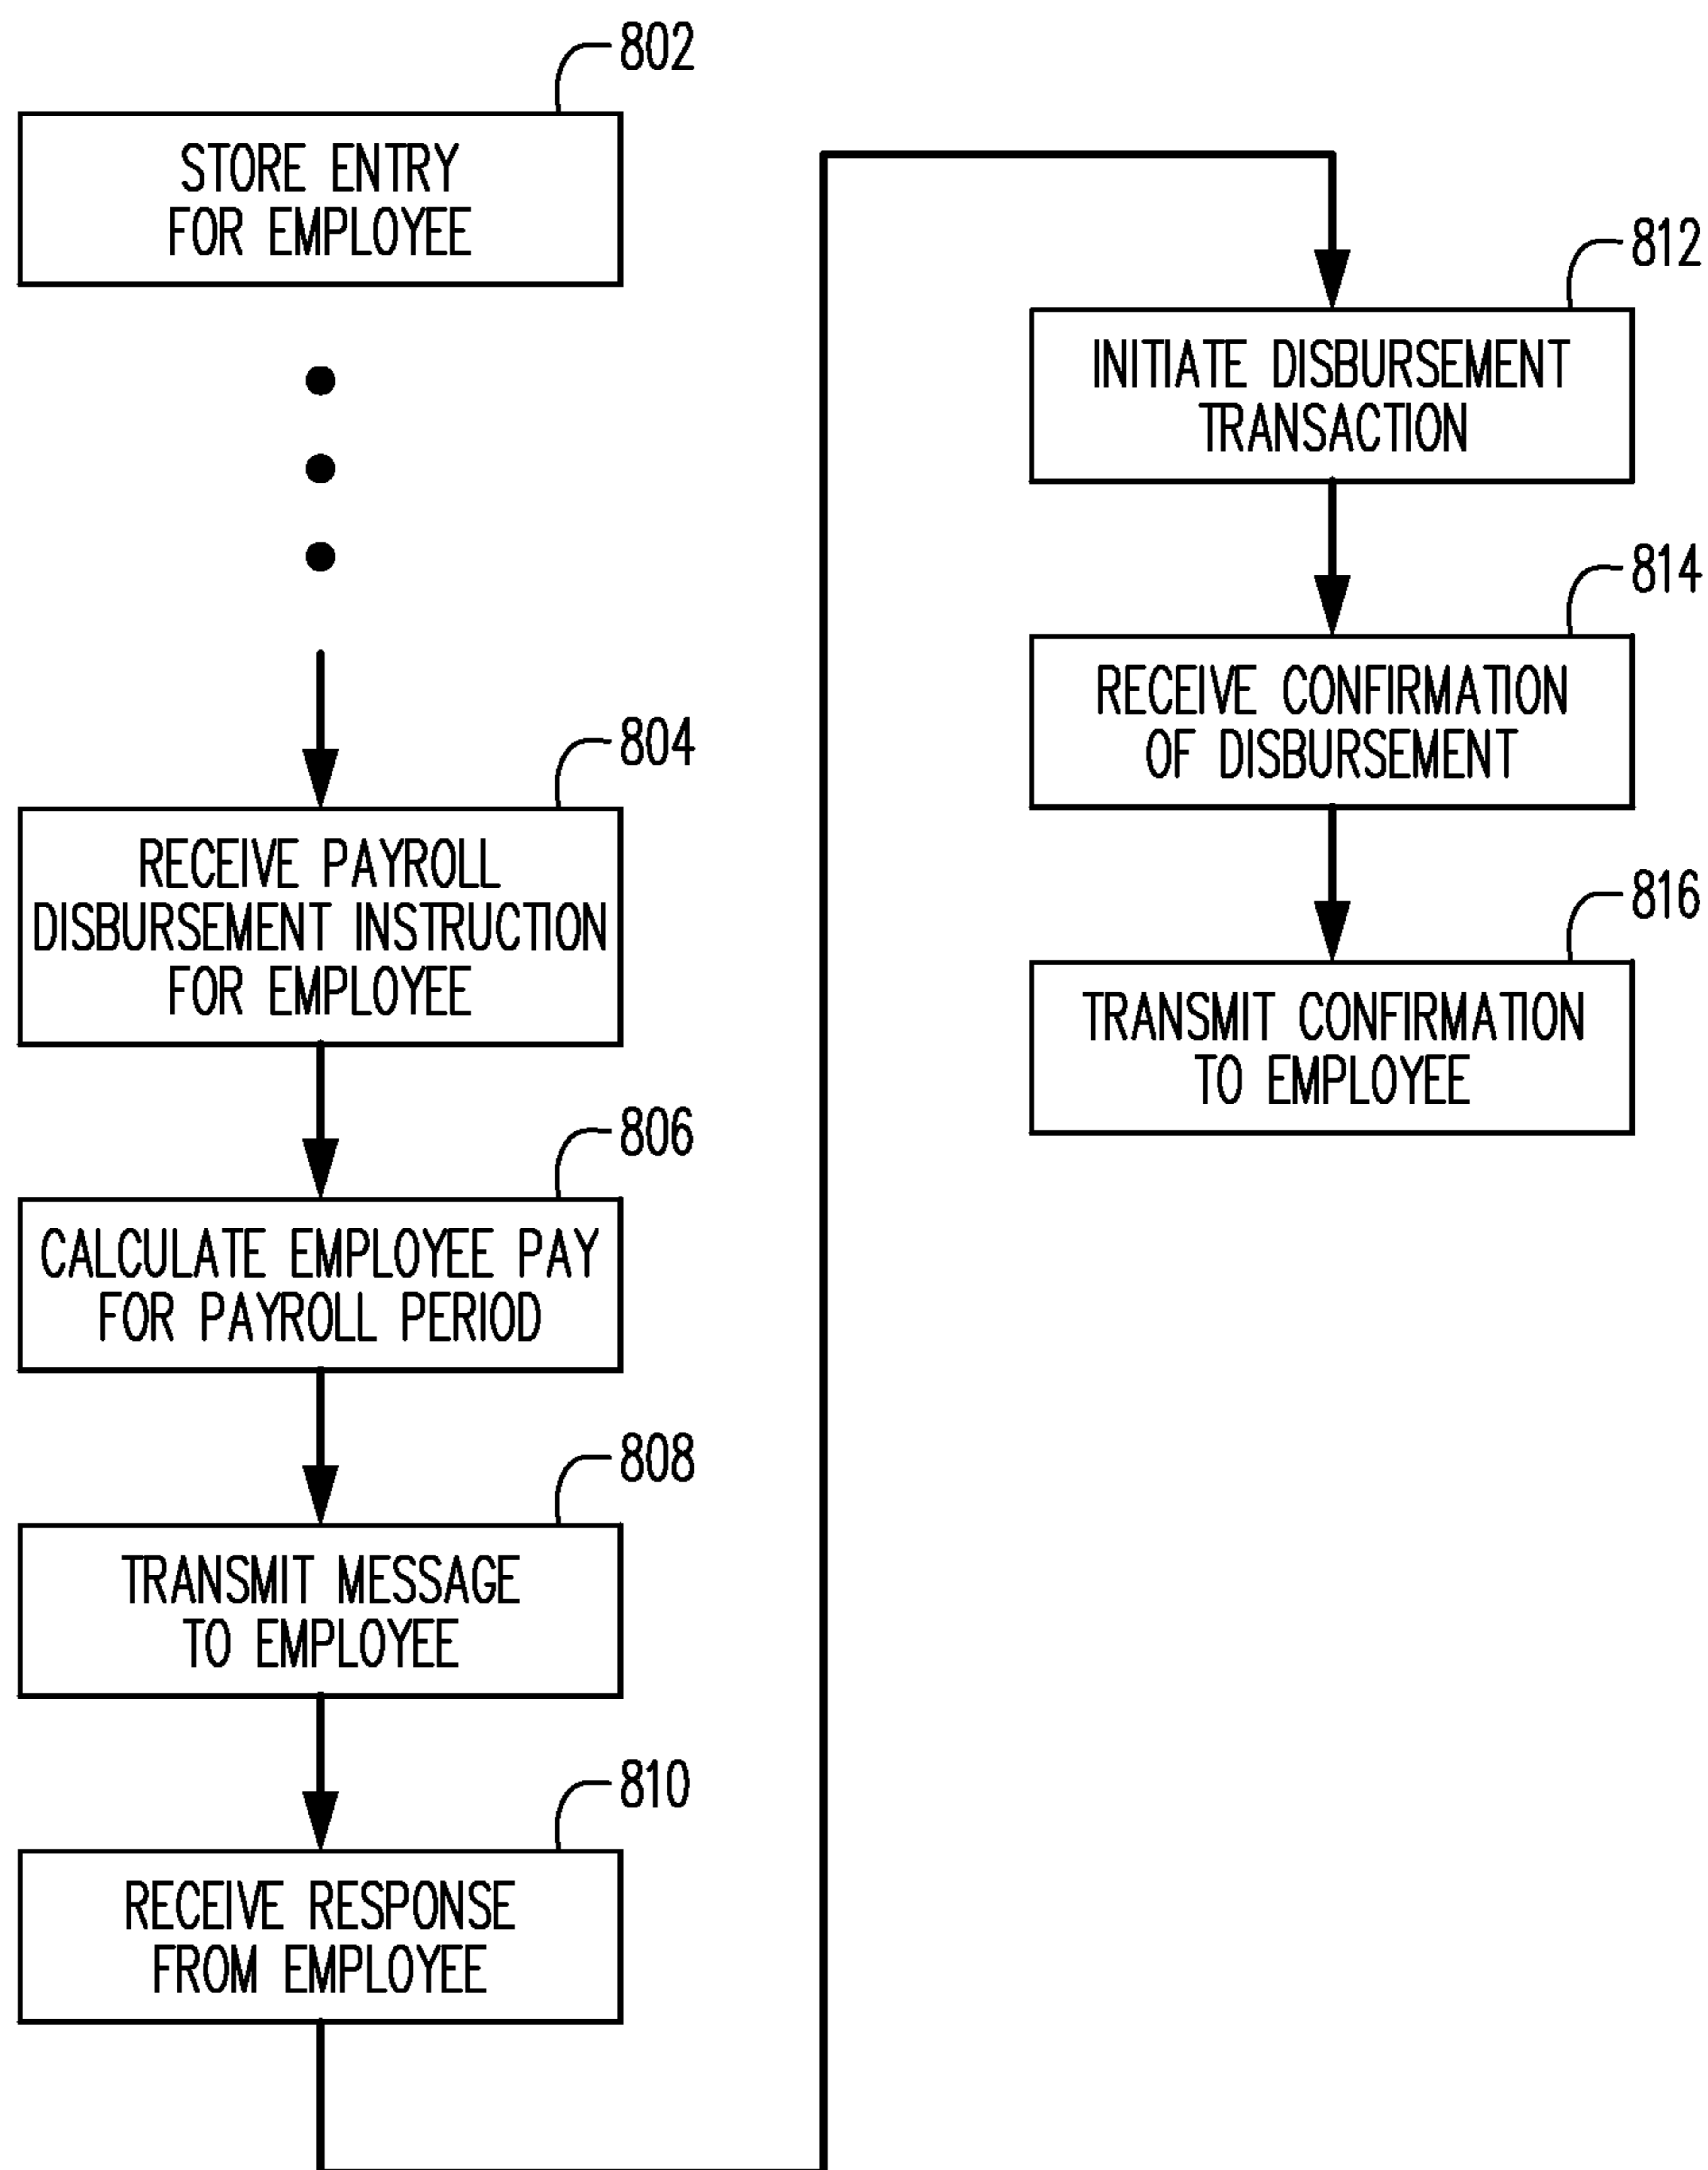 802
STORE ENTRY
FOR EMPLOYEE
804
RECEIVE PAYROLL
DISBURSEMENT INSTRUCTION
FOR EMPLOYEE
806
CALCULATE EMPLOYEE PAY
FOR PAYROLL PERIOD
808
TRANSMIT MESSAGE
TO EMPLOYEE
810
RECEIVE RESPONSE
FROM EMPLOYEE
812
INITIATE DISBURSEMENT
TRANSACTION
814
RECEIVE CONFIRMATION
OF DISBURSEMENT
816
TRANSMIT CONFIRMATION
TO EMPLOYEE